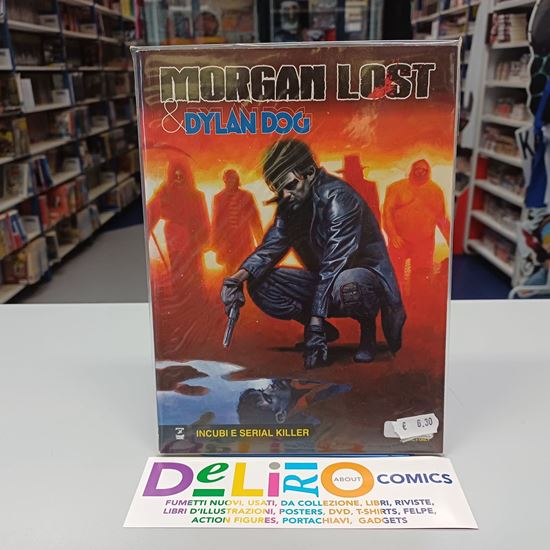 MORGAN LOST
& DYLAN DOG
INCUBI E SERIAL KILLER
€ 6,30
DeLiRiO ABOUT COMICS
FUMETTI NUOVI, USATI, DA COLLEZIONE, LIBRI, RIVISTE,
LIBRI D'ILLUSTRAZIONI, POSTERS, DVD, T-SHIRTS, FELPE,
ACTION FIGURES, PORTACHIAVI, GADGETS